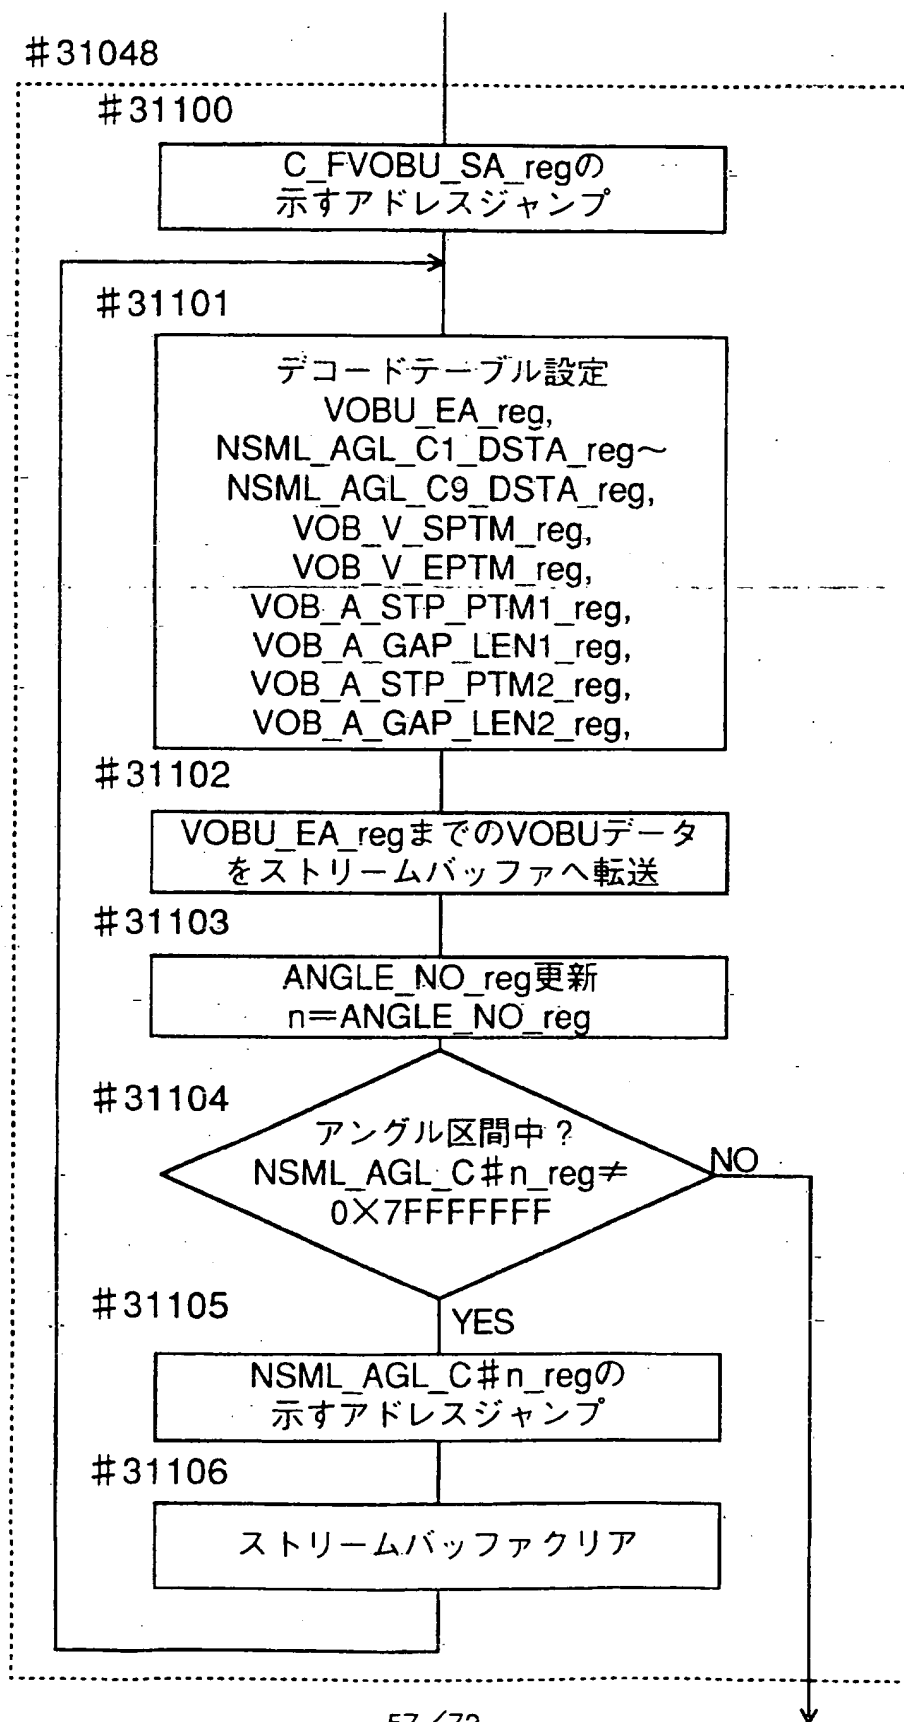 #31048
#31100
C_FVOBU_SA_regの
示すアドレスジャンプ
#31101
デコードテーブル設定
VOBU_EA_reg,
NSML_AGL_C1_DSTA_reg~
NSML_AGL_C9_DSTA_reg,
VOB_V_SPTM_reg,
VOB_V_EPTM_reg,
VOB_A_STP_PTM1_reg,
VOB_A_GAP_LEN1_reg,
VOB_A_STP_PTM2_reg,
VOB_A_GAP_LEN2_reg,
#31102
VOBU_EA_regまでのVOBUデータ
をストリームバッファへ転送
#31103
ANGLE_NO_reg更新
n=ANGLE_NO_reg
#31104
アングル区間中?
NSML_AGL_C#n_reg≠
0×7FFFFFFF
NO
#31105
YES
NSML_AGL_C#n_regの
示すアドレスジャンプ
#31106
ストリームバッファクリア